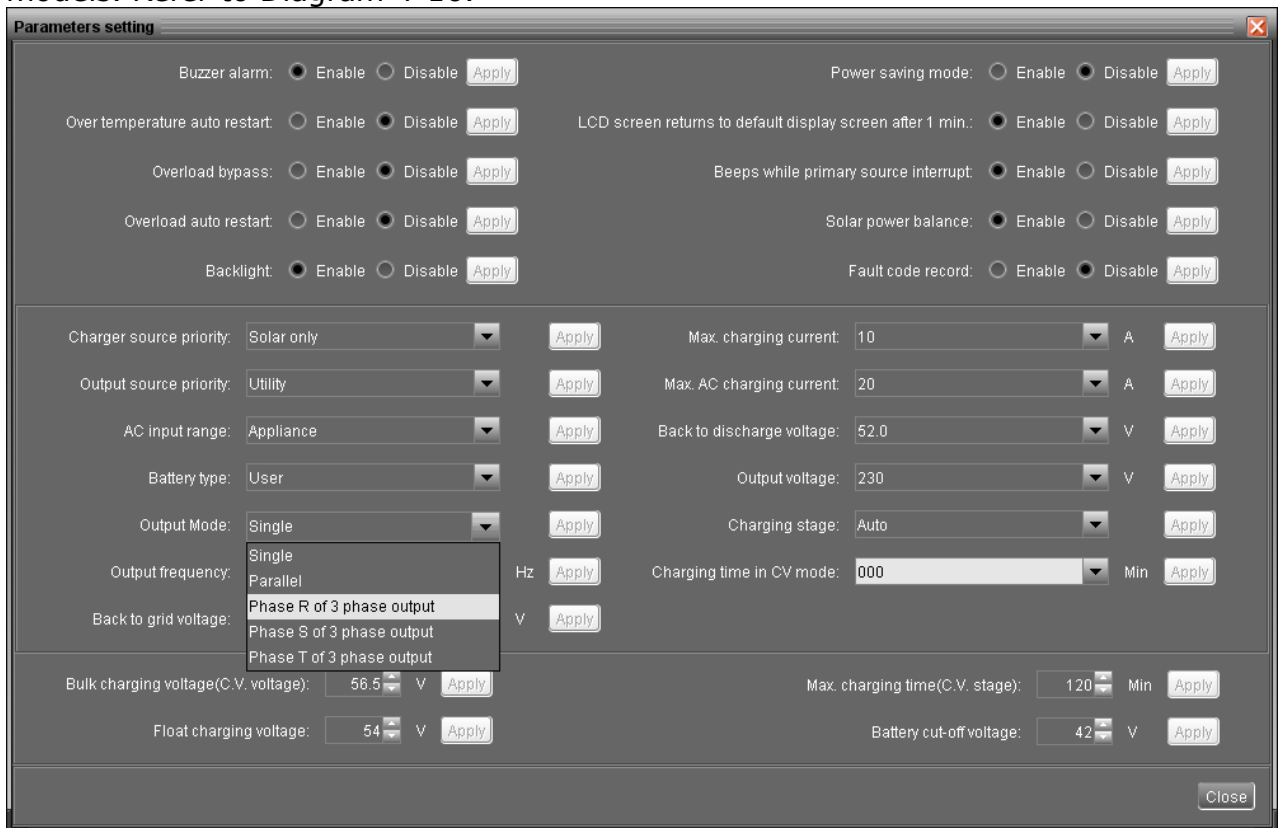 models. Refer to Diagram 4-10.
Parameters setting
Buzzer alarm: Enable Disable Apply Power saving mode: Enable Disable Apply
Over temperature auto restart: Enable Disable Apply LCD screen returns to default display screen after 1 min.: Enable Disable Apply
Overload bypass: Enable Disable Apply Beeps while primary source interrupt: Enable Disable Apply
Overload auto restart: Enable Disable Apply Solar power balance: Enable Disable Apply
Backlight: Enable Disable Apply Fault code record: Enable Disable Apply
Charger source priority: Solar only Apply Max. charging current: 10 A Apply
Output source priority: Utility Apply Max. AC charging current: 20 A Apply
AC input range: Appliance Apply Back to discharge voltage: 52.0 V Apply
Battery type: User Apply Output voltage: 230 V Apply
Output Mode: Single Apply Charging stage: Auto Apply
Single
Output frequency: Hz Apply Charging time in CV mode: 000 Min Apply
Parallel
Phase R of 3 phase output
Back to grid voltage: V Apply
Phase S of 3 phase output
Phase T of 3 phase output
Bulk charging voltage(C.V. voltage): 56.5 V Apply Max. charging time(C.V. stage): 120 Min Apply
Float charging voltage: 54 V Apply Battery cut-off voltage: 42 V Apply
Close